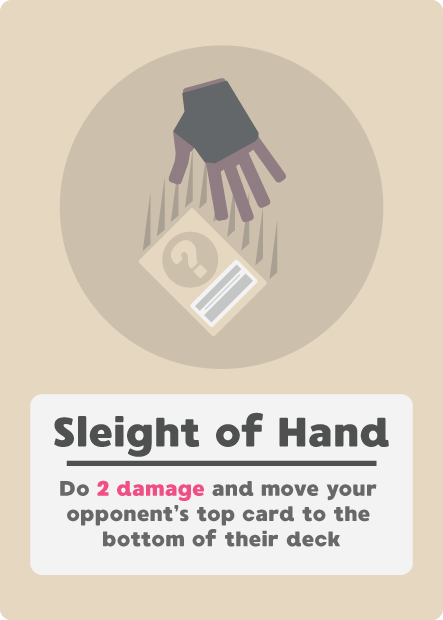 ?
Sleight of Hand
Do 2 damage and move your
opponent's top card to the
bottom of their deck